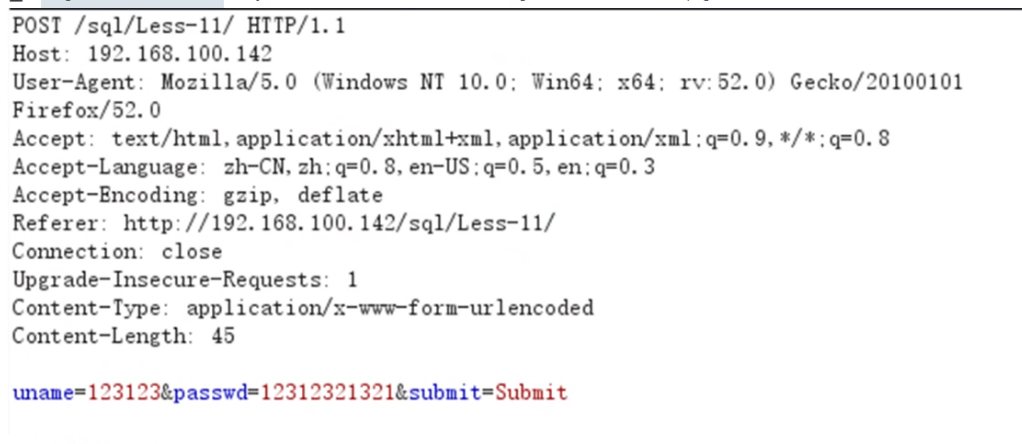 POST /sql/Less-11/ HTTP/1.1
Host: 192.168.100.142
User-Agent: Mozilla/5.0 (Windows NT 10.0; Win64; x64; rv:52.0) Gecko/20100101
Firefox/52.0
Accept: text/html,application/xhtml+xml,application/xml;q=0.9,*/*;q=0.8
Accept-Language: zh-CN,zh;q=0.8,en-US;q=0.5,en;q=0.3
Accept-Encoding: gzip, deflate
Referer: http://192.168.100.142/sql/Less-11/
Connection: close
Upgrade-Insecure-Requests: 1
Content-Type: application/x-www-form-urlencoded
Content-Length: 45
uname=123123&passwd=12312321321&submit=Submit